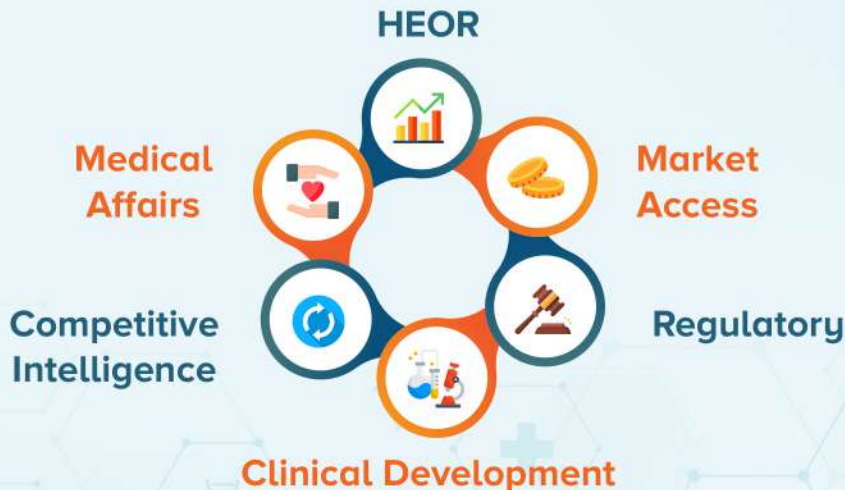 HEOR
Medical
Affairs
Market
Access
Competitive
Intelligence
Regulatory
Clinical Development